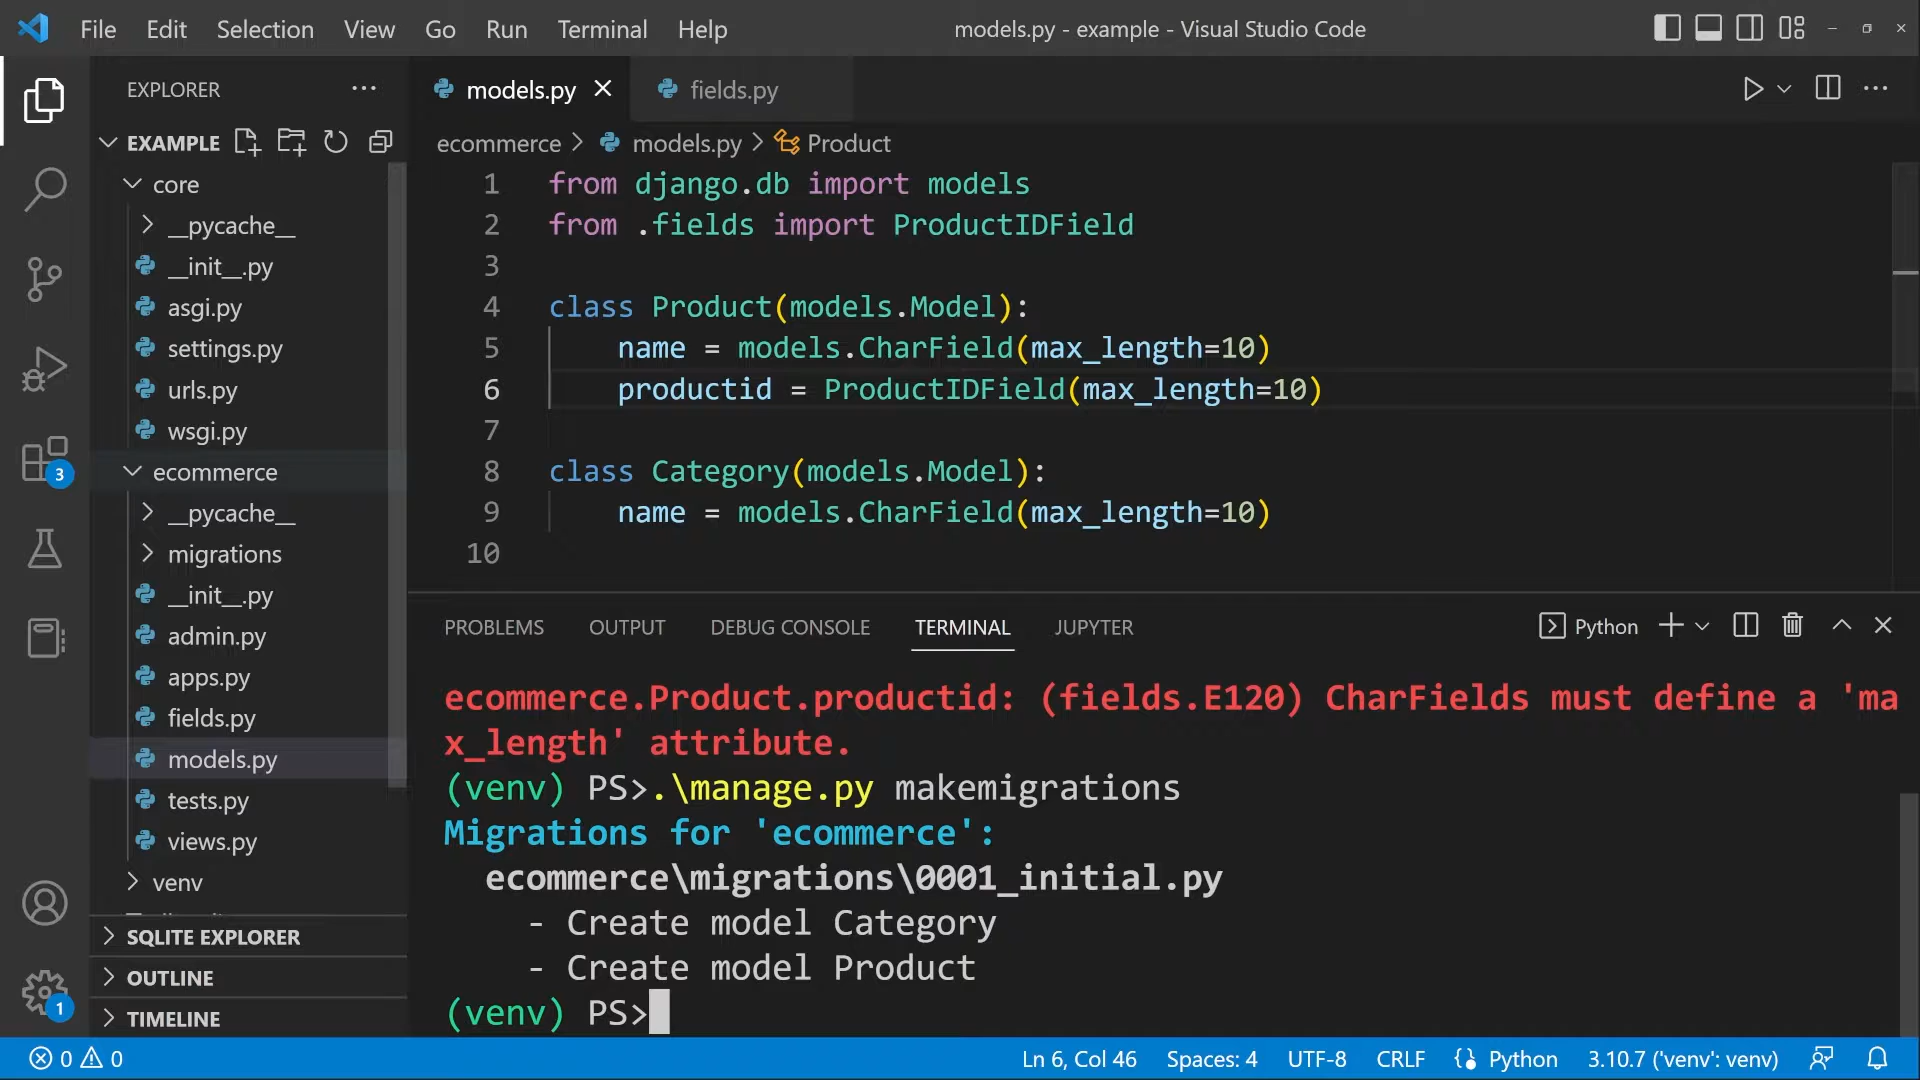 File Edit Selection View Go Run Terminal Help models.py - example - Visual Studio Code
EXPLORER
EXAMPLE
core
__pycache__
__init__.py
asgi.py
settings.py
urls.py
wsgi.py
ecommerce
__pycache__
migrations
__init__.py
admin.py
apps.py
fields.py
models.py
tests.py
views.py
venv
SQLITE EXPLORER
OUTLINE
TIMELINE
3
1
models.py fields.py
ecommerce > models.py > Product
1 from django.db import models
2 from .fields import ProductIDField
3
4 class Product(models.Model):
5 name = models.CharField(max_length=10)
6 productid = ProductIDField(max_length=10)
7
8 class Category(models.Model):
9 name = models.CharField(max_length=10)
10
PROBLEMS OUTPUT DEBUG CONSOLE TERMINAL JUPYTER Python
ecommerce.Product.productid: (fields.E120) CharFields must define a 'ma
x_length' attribute.
(venv) PS>.\manage.py makemigrations
Migrations for 'ecommerce':
ecommerce\migrations\0001_initial.py
- Create model Category
- Create model Product
(venv) PS>
0 0 Ln 6, Col 46 Spaces: 4 UTF-8 CRLF Python 3.10.7 ('venv': venv)